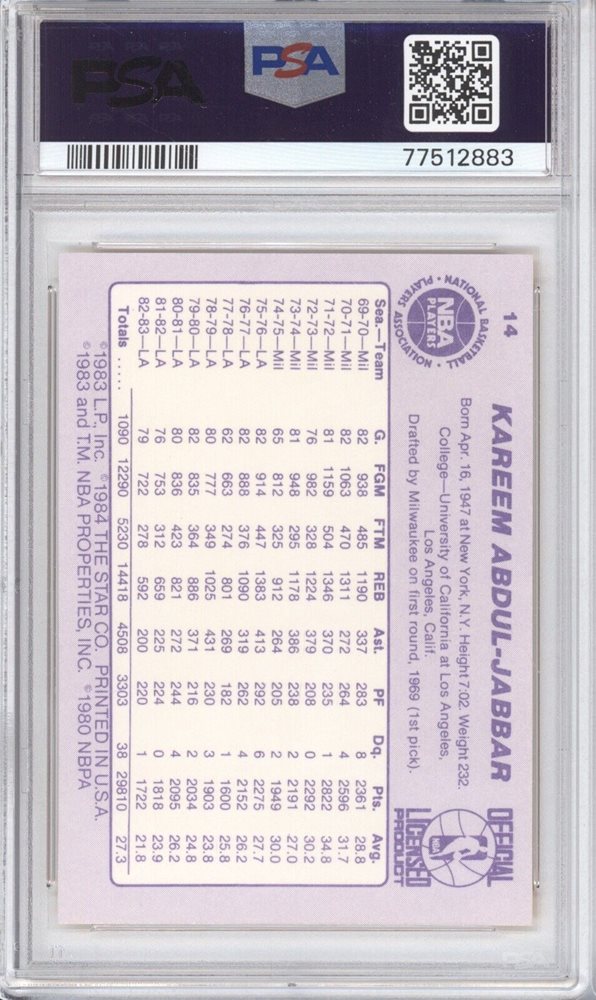 PSA
PSA
77512883
14
KAREEM ABDUL-JABBAR
NATIONAL BASKETBALL PLAYERS ASSOCIATION
NBA
PLAYERS
Born Apr. 16, 1947 at New York, N.Y. Height 7:02. Weight 232.
College—University of California at Los Angeles,
Los Angeles, Calif.
Drafted by Milwaukee on first round, 1969 (1st pick).
OFFICIAL
NBA
LICENSED
PRODUCT
Sea.—Team G. FGM FTM REB Ast. PF Dq. Pts. Avg.
69-70—Mil 82 938 485 1190 337 283 8 2361 28.8
70-71—Mil 82 1063 470 1311 272 264 4 2596 31.7
71-72—Mil 81 1159 504 1346 370 235 1 2822 34.8
72-73—Mil 76 982 328 1224 379 208 0 2292 30.2
73-74—Mil 81 948 295 1178 386 238 2 2191 27.0
74-75—Mil 65 812 325 912 264 205 2 1949 30.0
75-76—LA 82 914 447 1383 413 292 6 2275 27.7
76-77—LA 82 888 376 1090 319 262 4 2152 26.2
77-78—LA 62 663 274 801 269 182 1 1600 25.8
78-79—LA 80 777 349 1025 431 230 3 1903 23.8
79-80—LA 82 835 364 886 371 216 2 2034 24.8
80-81—LA 80 836 423 821 272 244 4 2095 26.2
81-82—LA 76 753 312 659 225 224 0 1818 23.9
82-83—LA 79 722 278 592 200 220 1 1722 21.8
Totals ..... 1090 12290 5230 14418 4508 3303 38 29810 27.3
©1983 L.P., Inc. ©1984 THE STAR CO. PRINTED IN U.S.A.
©1983 and T.M. NBA PROPERTIES, INC. ©1980 NBPA